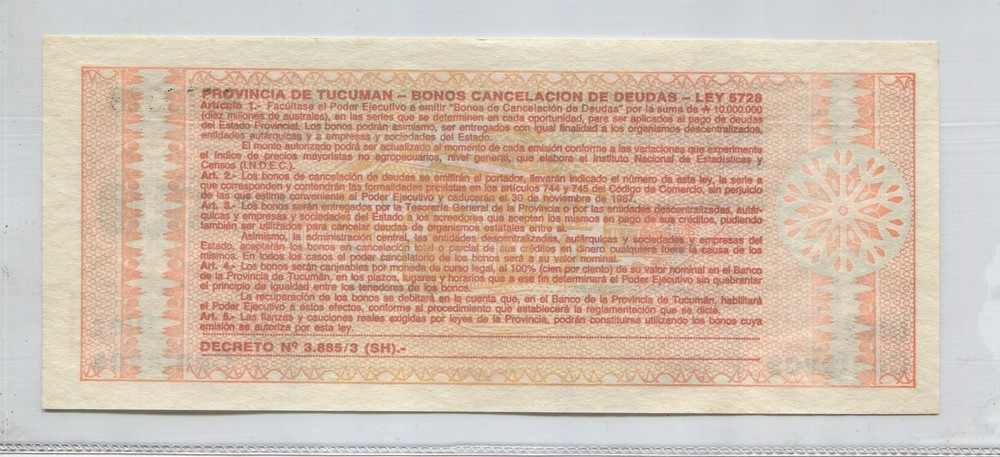 PROVINCIA DE TUCUMAN – BONOS CANCELACION DE DEUDAS – LEY 5728
Artículo 1.- Facúltase al Poder Ejecutivo a emitir "Bonos de Cancelación de Deudas" por la suma de ₳ 10.000.000
(diez millones de australes), en las series que se determinen en cada oportunidad, para ser aplicados al pago de deudas
del Estado Provincial. Los bonos podrán asimismo, ser entregados con igual finalidad a los organismos descentralizados,
entidades autárquicas y a empresas y sociedades del Estado.
El monto autorizado podrá ser actualizado al momento de cada emisión conforme a las variaciones que experimente
el índice de precios mayoristas no agropecuarios, nivel general, que elabora el Instituto Nacional de Estadísticas y
Censos (I.N.D.E.C.).
Art. 2.- Los bonos de cancelación de deudas se emitirán al portador, llevarán indicado el número de esta ley, la serie a
que corresponden y contendrán las formalidades previstas en los artículos 744 y 745 del Código de Comercio, sin perjuicio
de las que estime conveniente el Poder Ejecutivo y caducarán el 30 de noviembre de 1987.
Art. 3.- Los bonos serán entregados por la Tesorería General de la Provincia o por las entidades descentralizadas, autár-
quicas y empresas y sociedades del Estado a los acreedores que acepten los mismos en pago de sus créditos, pudiendo
también ser utilizados para cancelar deudas de organismos estatales entre al.
Asimismo, la administración central, las entidades descentralizadas, autárquicas y sociedades y empresas del
Estado, aceptarán los bonos en cancelación total o parcial de sus créditos en dinero cualquiera fuere la causa de los
mismos. En todos los casos el poder cancelatorio de los bonos será su valor nominal.
Art. 4.- Los bonos serán canjeables por moneda de curso legal, al 100% (cien por ciento) de su valor nominal en el Banco
de la Provincia de Tucumán, en los plazos, lugares y horarios que a ese fin determinará el Poder Ejecutivo sin quebrantar
el principio de igualdad entre los tenedores de los bonos.
La recuperación de los bonos se debitará en la cuenta que, en el Banco de la Provincia de Tucumán, habilitará
el Poder Ejecutivo a estos efectos, conforme al procedimiento que establecerá la reglamentación que se dicte.
Art. 5.- Las fianzas y cauciones reales exigidas por leyes de la Provincia, podrán constituirse utilizando los bonos cuya
emisión se autoriza por esta ley.
DECRETO Nº 3.885/3 (SH).-